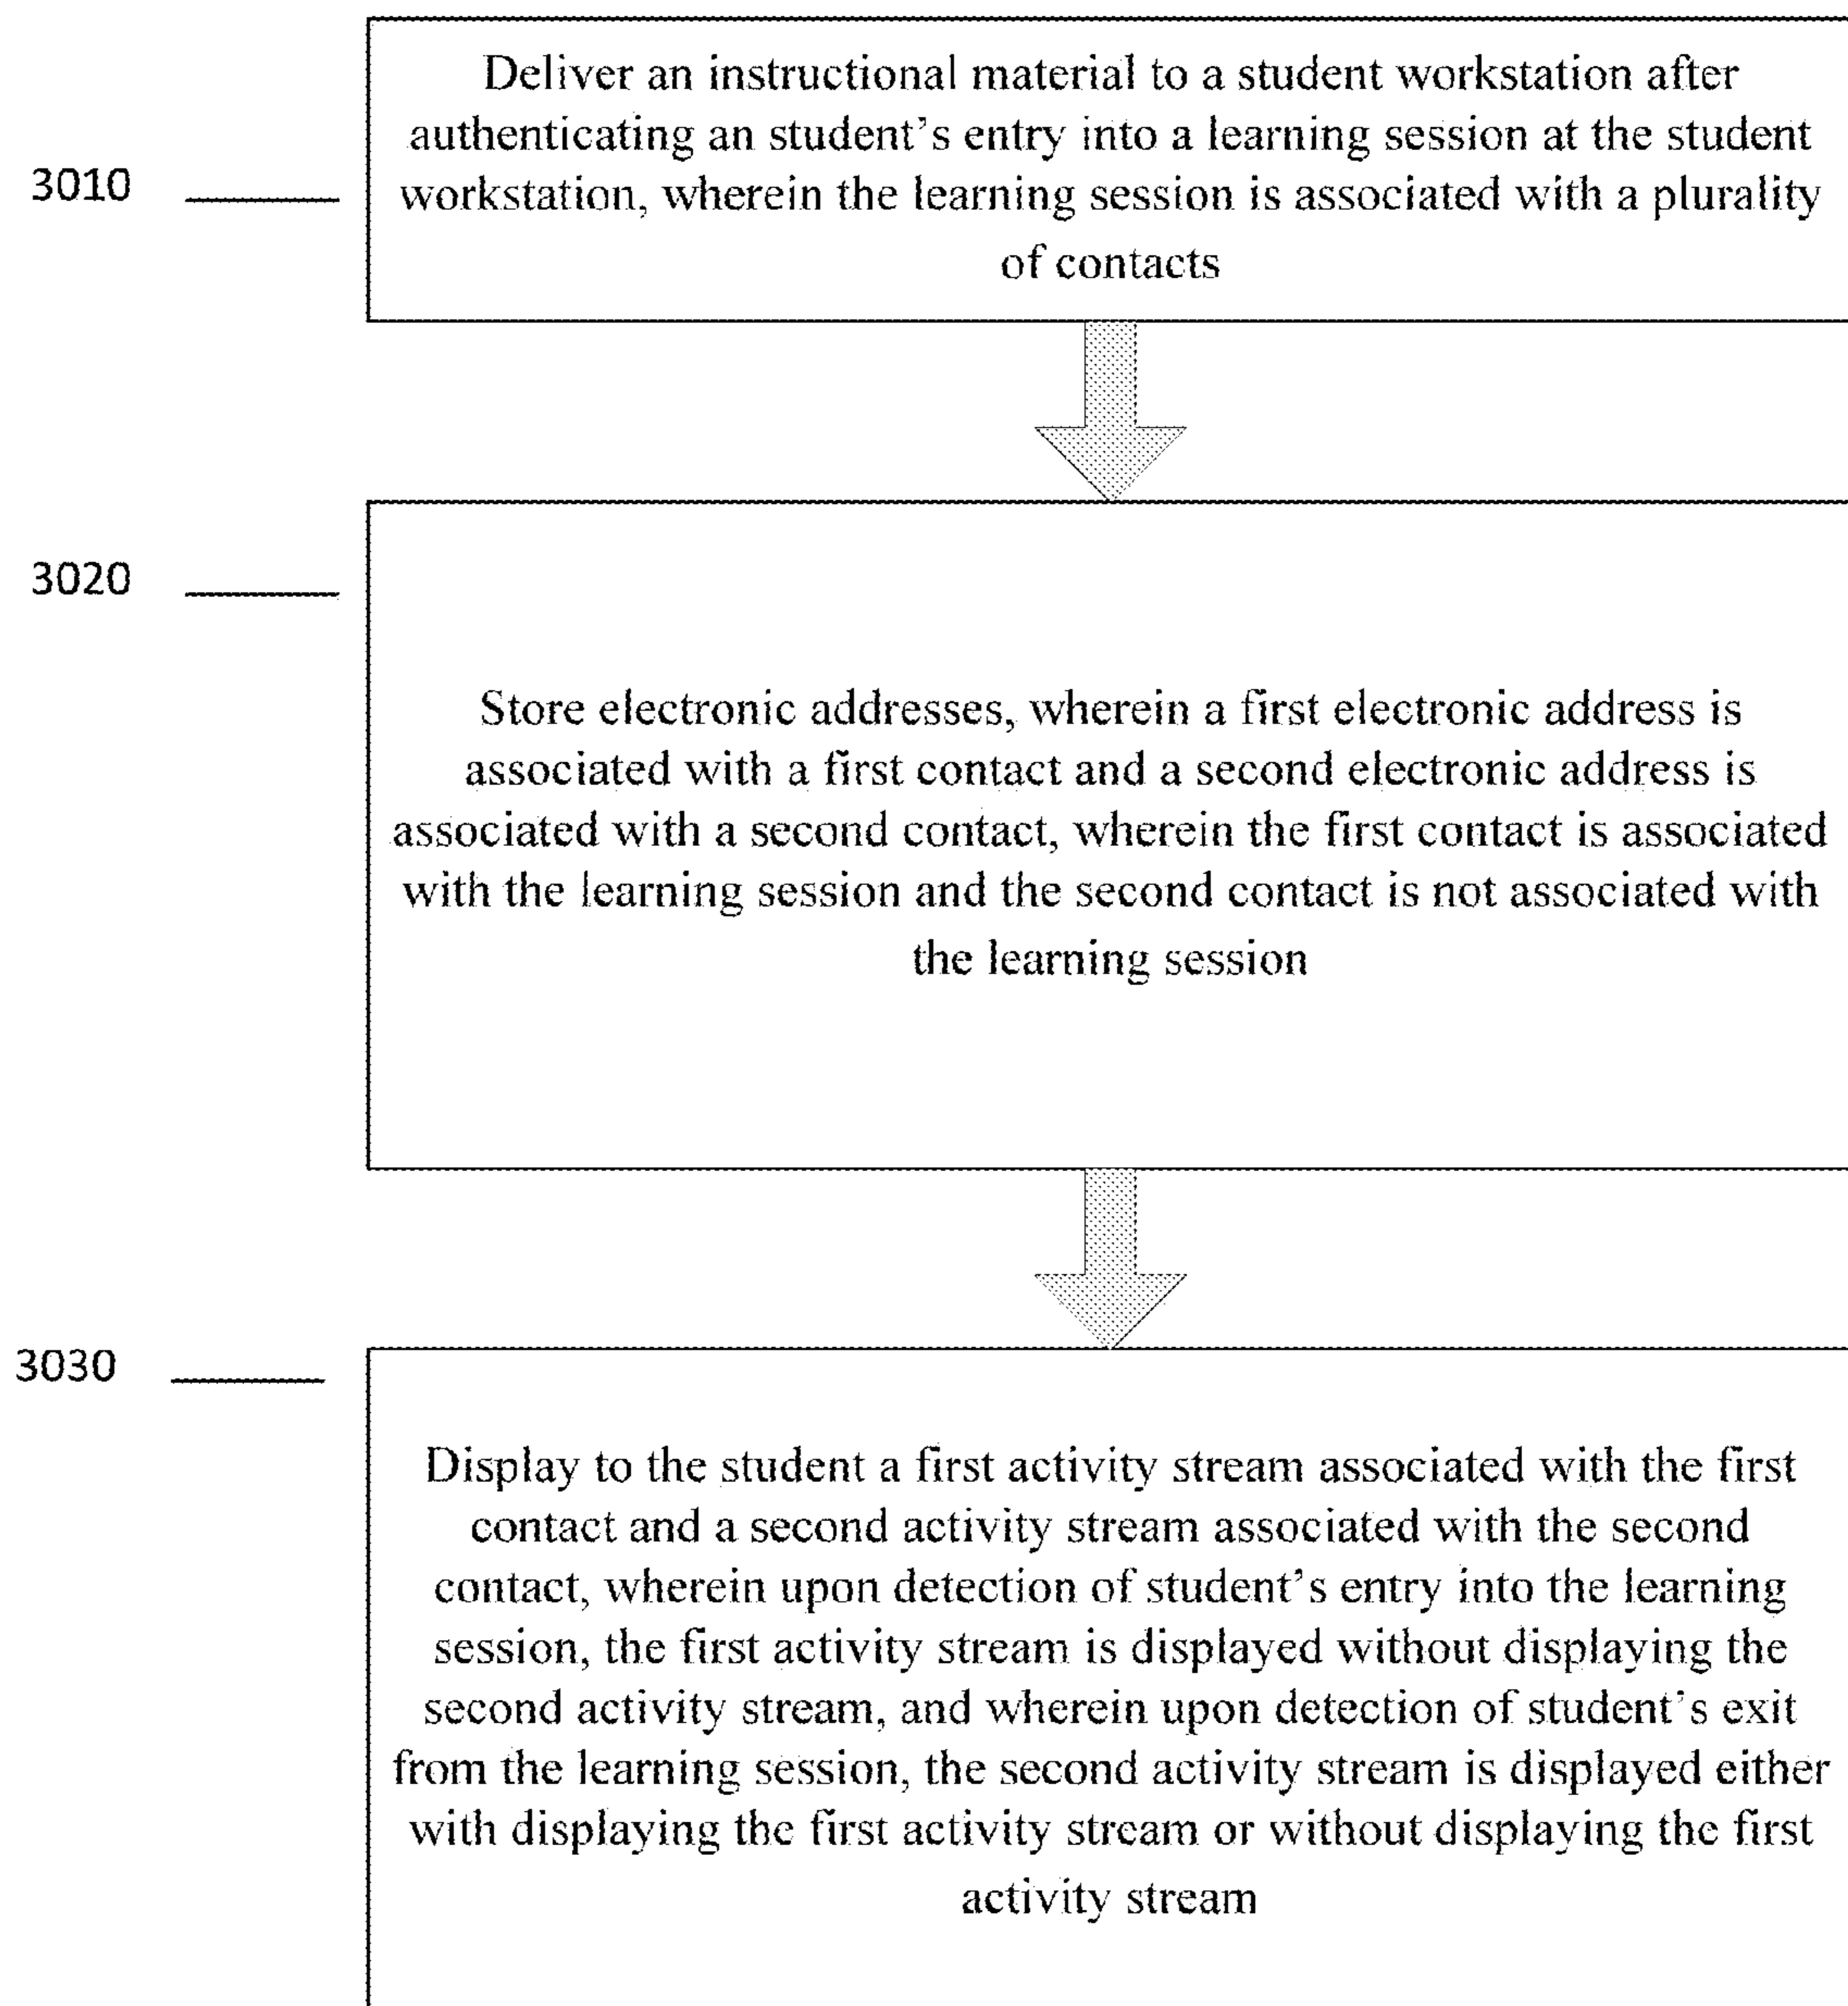 Deliver an instructional material to a student workstation after
authenticating an student's entry into a learning session at the student
3010
workstation, wherein the learning session is associated with a plurality
of contacts
3020
Store electronic addresses, wherein a first electronic address is
associated with a first contact and a second electronic address is
associated with a second contact, wherein the first contact is associated
with the learning session and the second contact is not associated with
the learning session
3030
Display to the student a first activity stream associated with the first
contact and a second activity stream associated with the second
contact, wherein upon detection of student's entry into the learning
session, the first activity stream is displayed without displaying the
second activity stream, and wherein upon detection of student's exit
from the learning session, the second activity stream is displayed either
with displaying the first activity stream or without displaying the first
activity stream